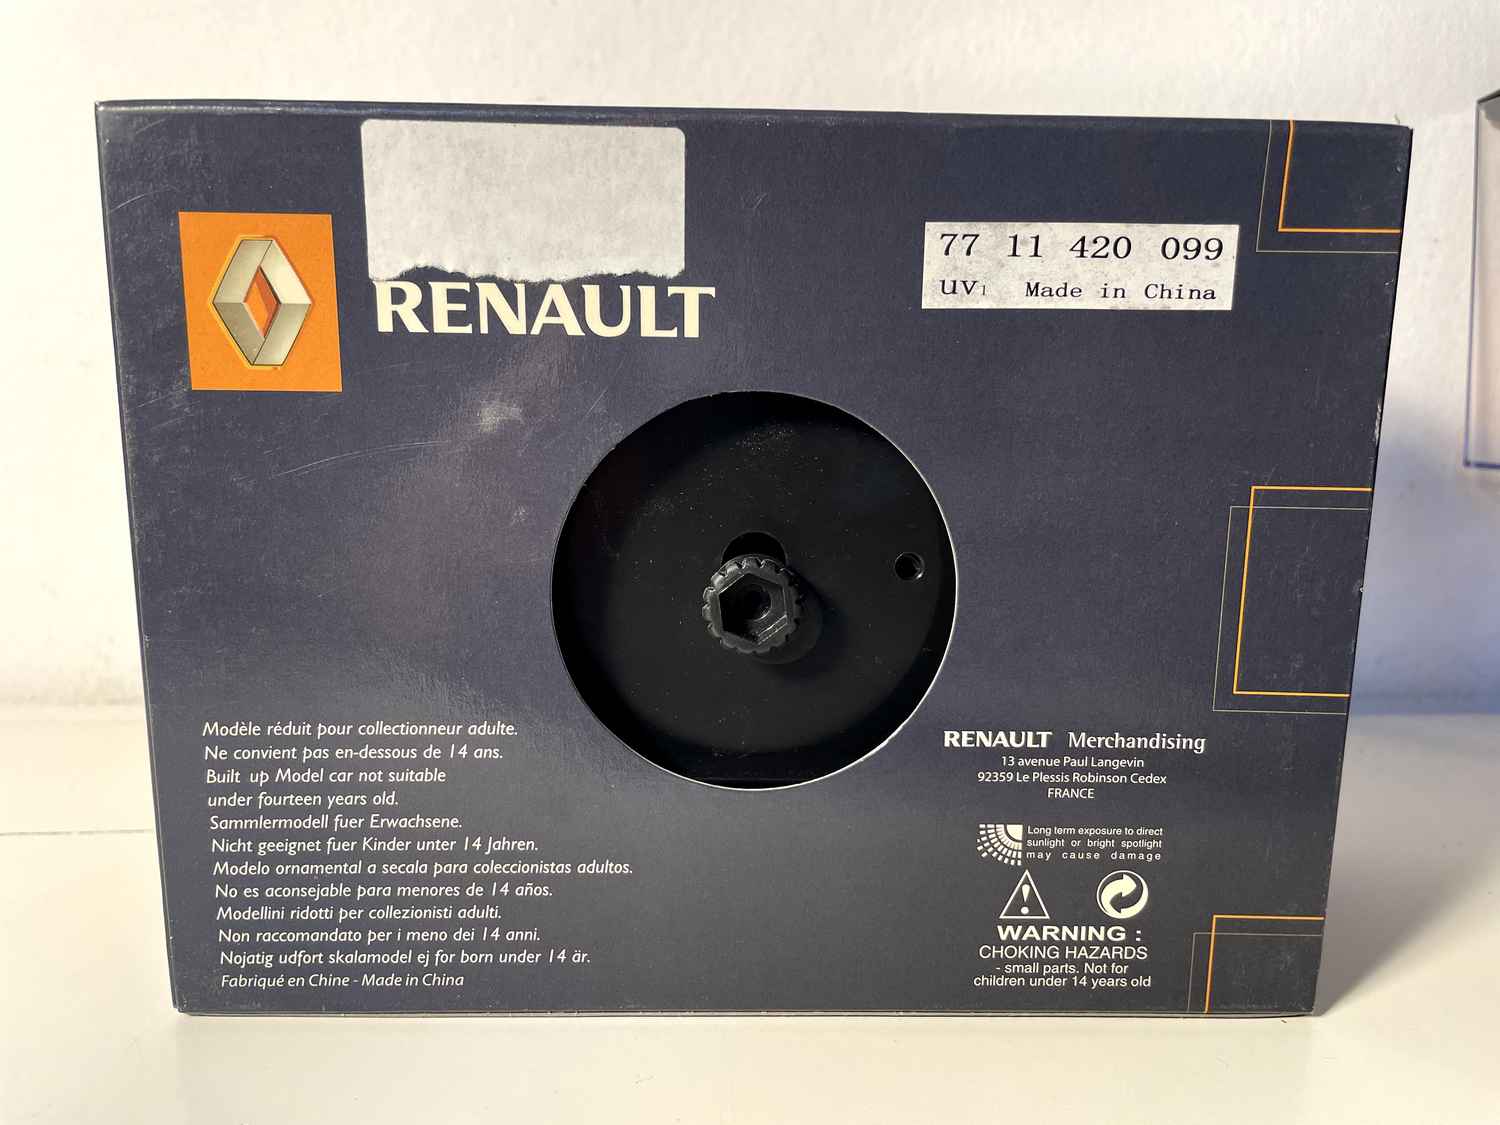 RENAULT
77 11 420 099
UV1 Made in China
Modèle réduit pour collectionneur adulte.
Ne convient pas en-dessous de 14 ans.
Built up Model car not suitable
under fourteen years old.
Sammlermodell fuer Erwachsene.
Nicht geeignet fuer Kinder unter 14 Jahren.
Modelo ornamental a secala para coleccionistas adultos.
No es aconsejable para menores de 14 años.
Modellini ridotti per collezionisti adulti.
Non raccomandato per i meno dei 14 anni.
Nojatig udfort skalamodel ej for born under 14 är.
Fabriqué en Chine - Made in China
RENAULT Merchandising
13 avenue Paul Langevin
92359 Le Plessis Robinson Cedex
FRANCE
Long term exposure to direct
sunlight or bright spotlight
may cause damage
WARNING :
CHOKING HAZARDS
- small parts. Not for
children under 14 years old